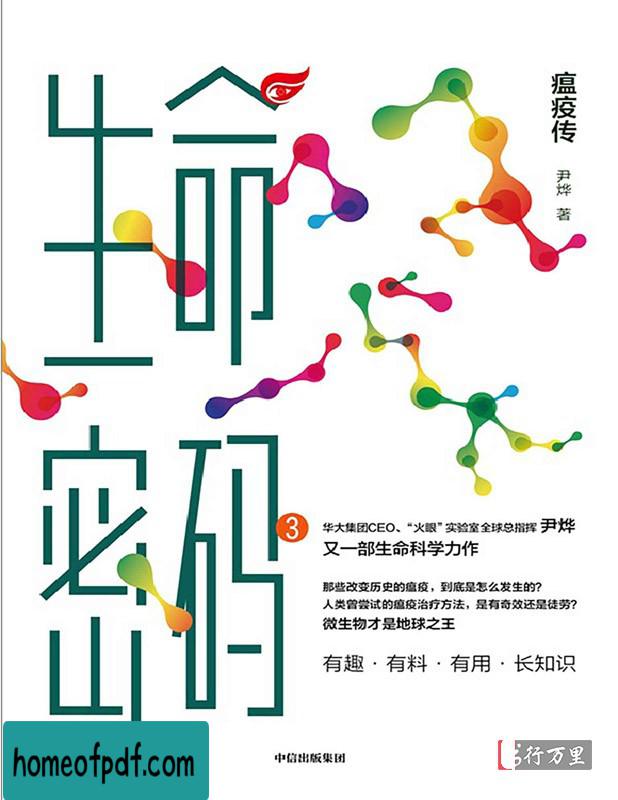 生命
密码
3
瘟疫传
尹烨 著
华大集团CEO、“火眼”实验室全球总指挥 尹烨
又一部生命科学力作
那些改变历史的瘟疫，到底是怎么发生的？
人类曾尝试的瘟疫治疗方法，是有奇效还是徒劳？
微生物才是地球之王
有趣·有料·有用·长知识
中信出版集团
homeofpdf.com
书行万里